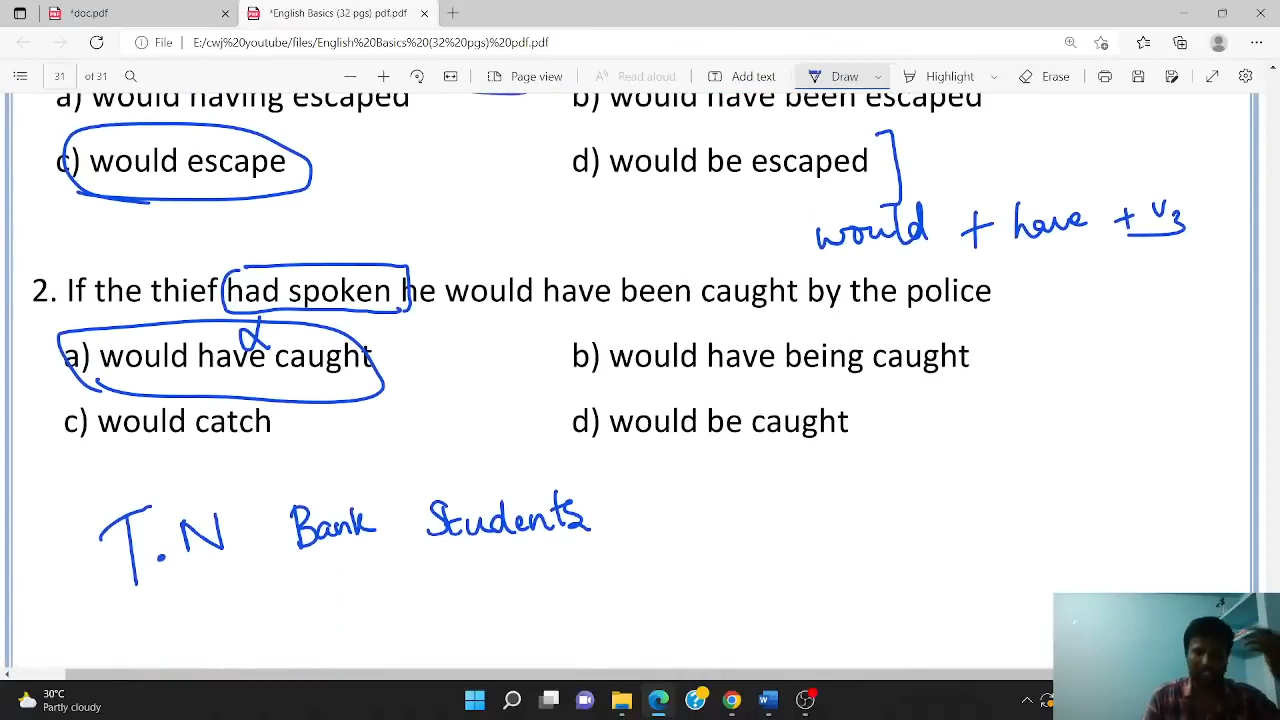 *doc.pdf
*English Basics (32 pgs) pdf.pdf
File E:/cwj%20youtube/files/English%20Basics%20(32%20pgs)%20pdf.pdf
31 of 31 Page view Read aloud Add text Draw Highlight Erase
a) would having escaped b) would have been escaped
c) would escape d) would be escaped
would + have + v3
2. If the thief had spoken he would have been caught by the police
a) would have caught b) would have being caught
c) would catch d) would be caught
T.N Bank Students
30°C
Partly cloudy